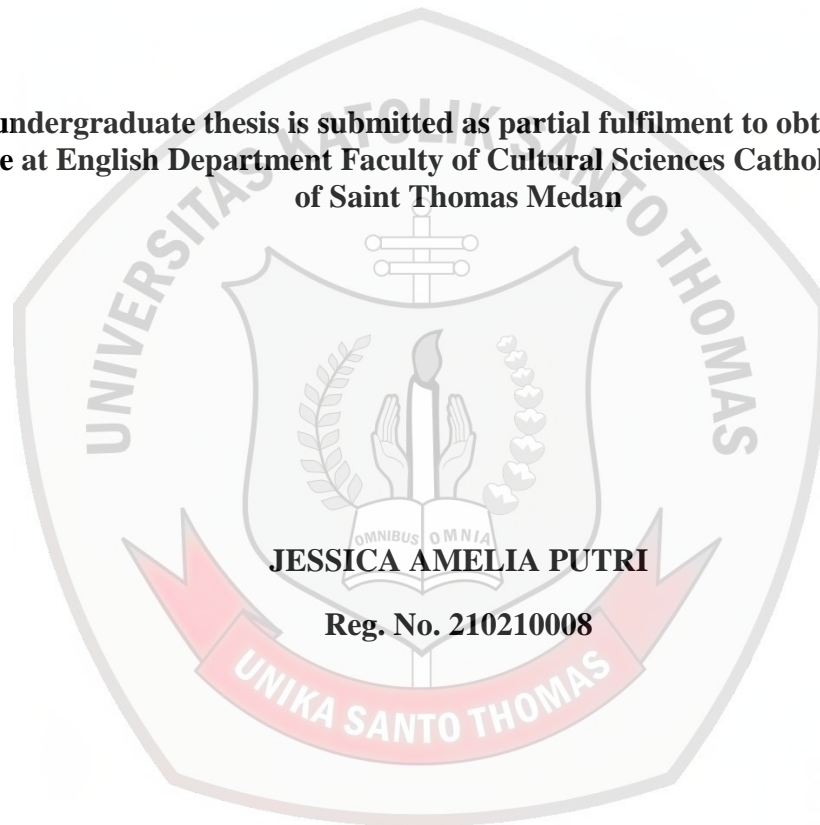 UNIVERSITAS KATOLIK SANTO THOMAS
undergraduate thesis is submitted as partial fulfilment to obt
e at English Department Faculty of Cultural Sciences Cathol
of Saint Thomas Medan
OMNIBUS OMNIA
JESSICA AMELIA PUTRI
Reg. No. 210210008
UNIKA SANTO THOMAS